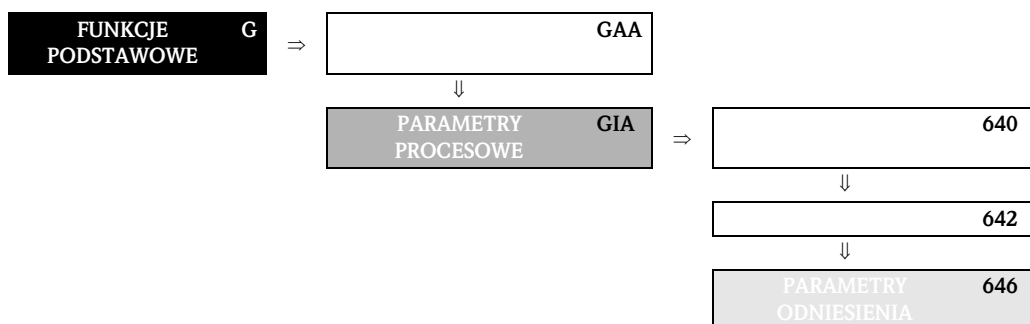 FUNKCJE G
PODSTAWOWE
⇒
GAA
⇓
PARAMETRY GIA
PROCESOWE
⇒
640
⇓
642
⇓
PARAMETRY 646
ODNIESIENIA